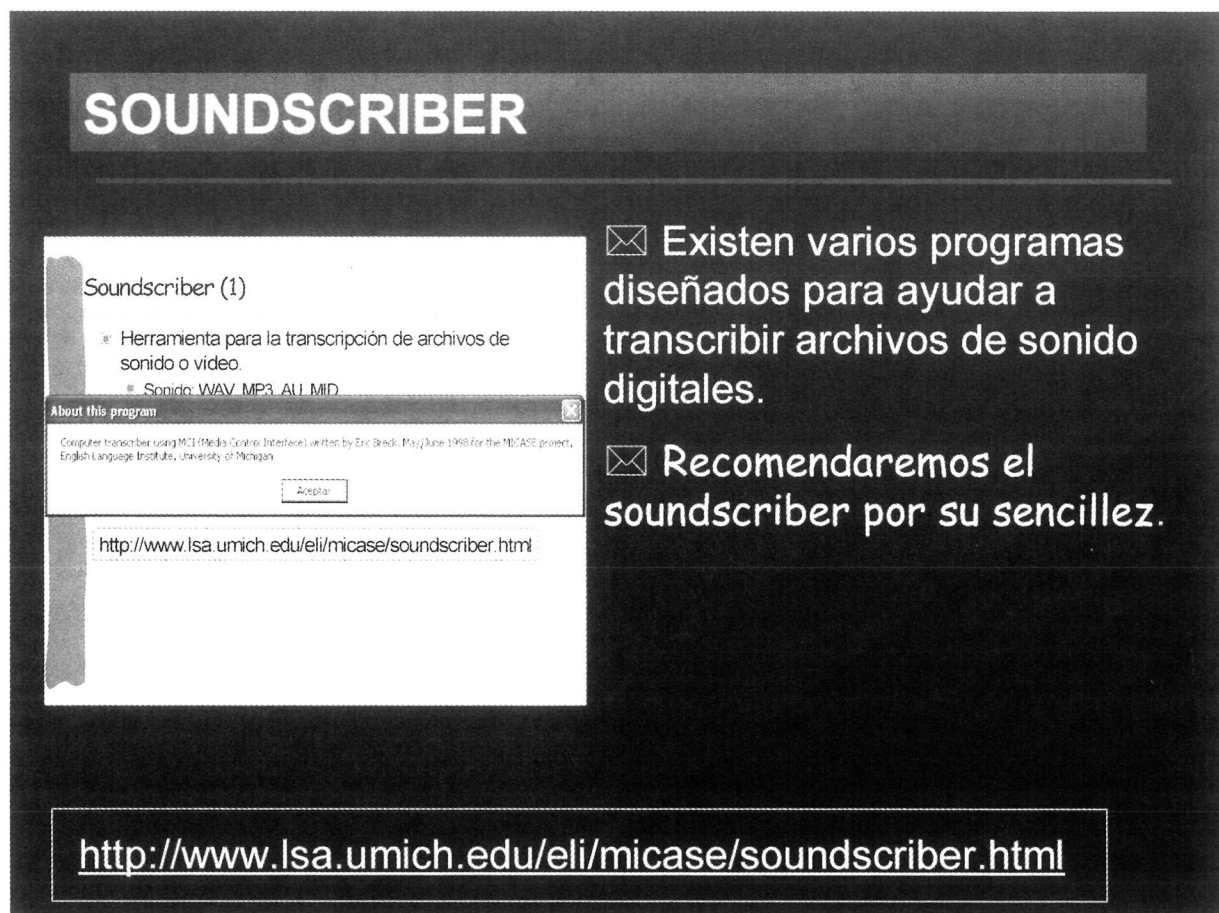 SOUNDSCRIBER
Soundscriber (1)
Herramienta para la transcripción de archivos de
sonido o vídeo.
Sonido: WAV, MP3, AU, MID
About this program
Computer transcriber using MCI (Media Control Interface) written by Eric Breck. May/June 1998 for the MICASE project,
English Language Institute, University of Michigan
Aceptar
http://www.lsa.umich.edu/eli/micase/soundscriber.html
Existen varios programas
diseñados para ayudar a
transcribir archivos de sonido
digitales.
Recomendaremos el
soundscriber por su sencillez.
http://www.lsa.umich.edu/eli/micase/soundscriber.html